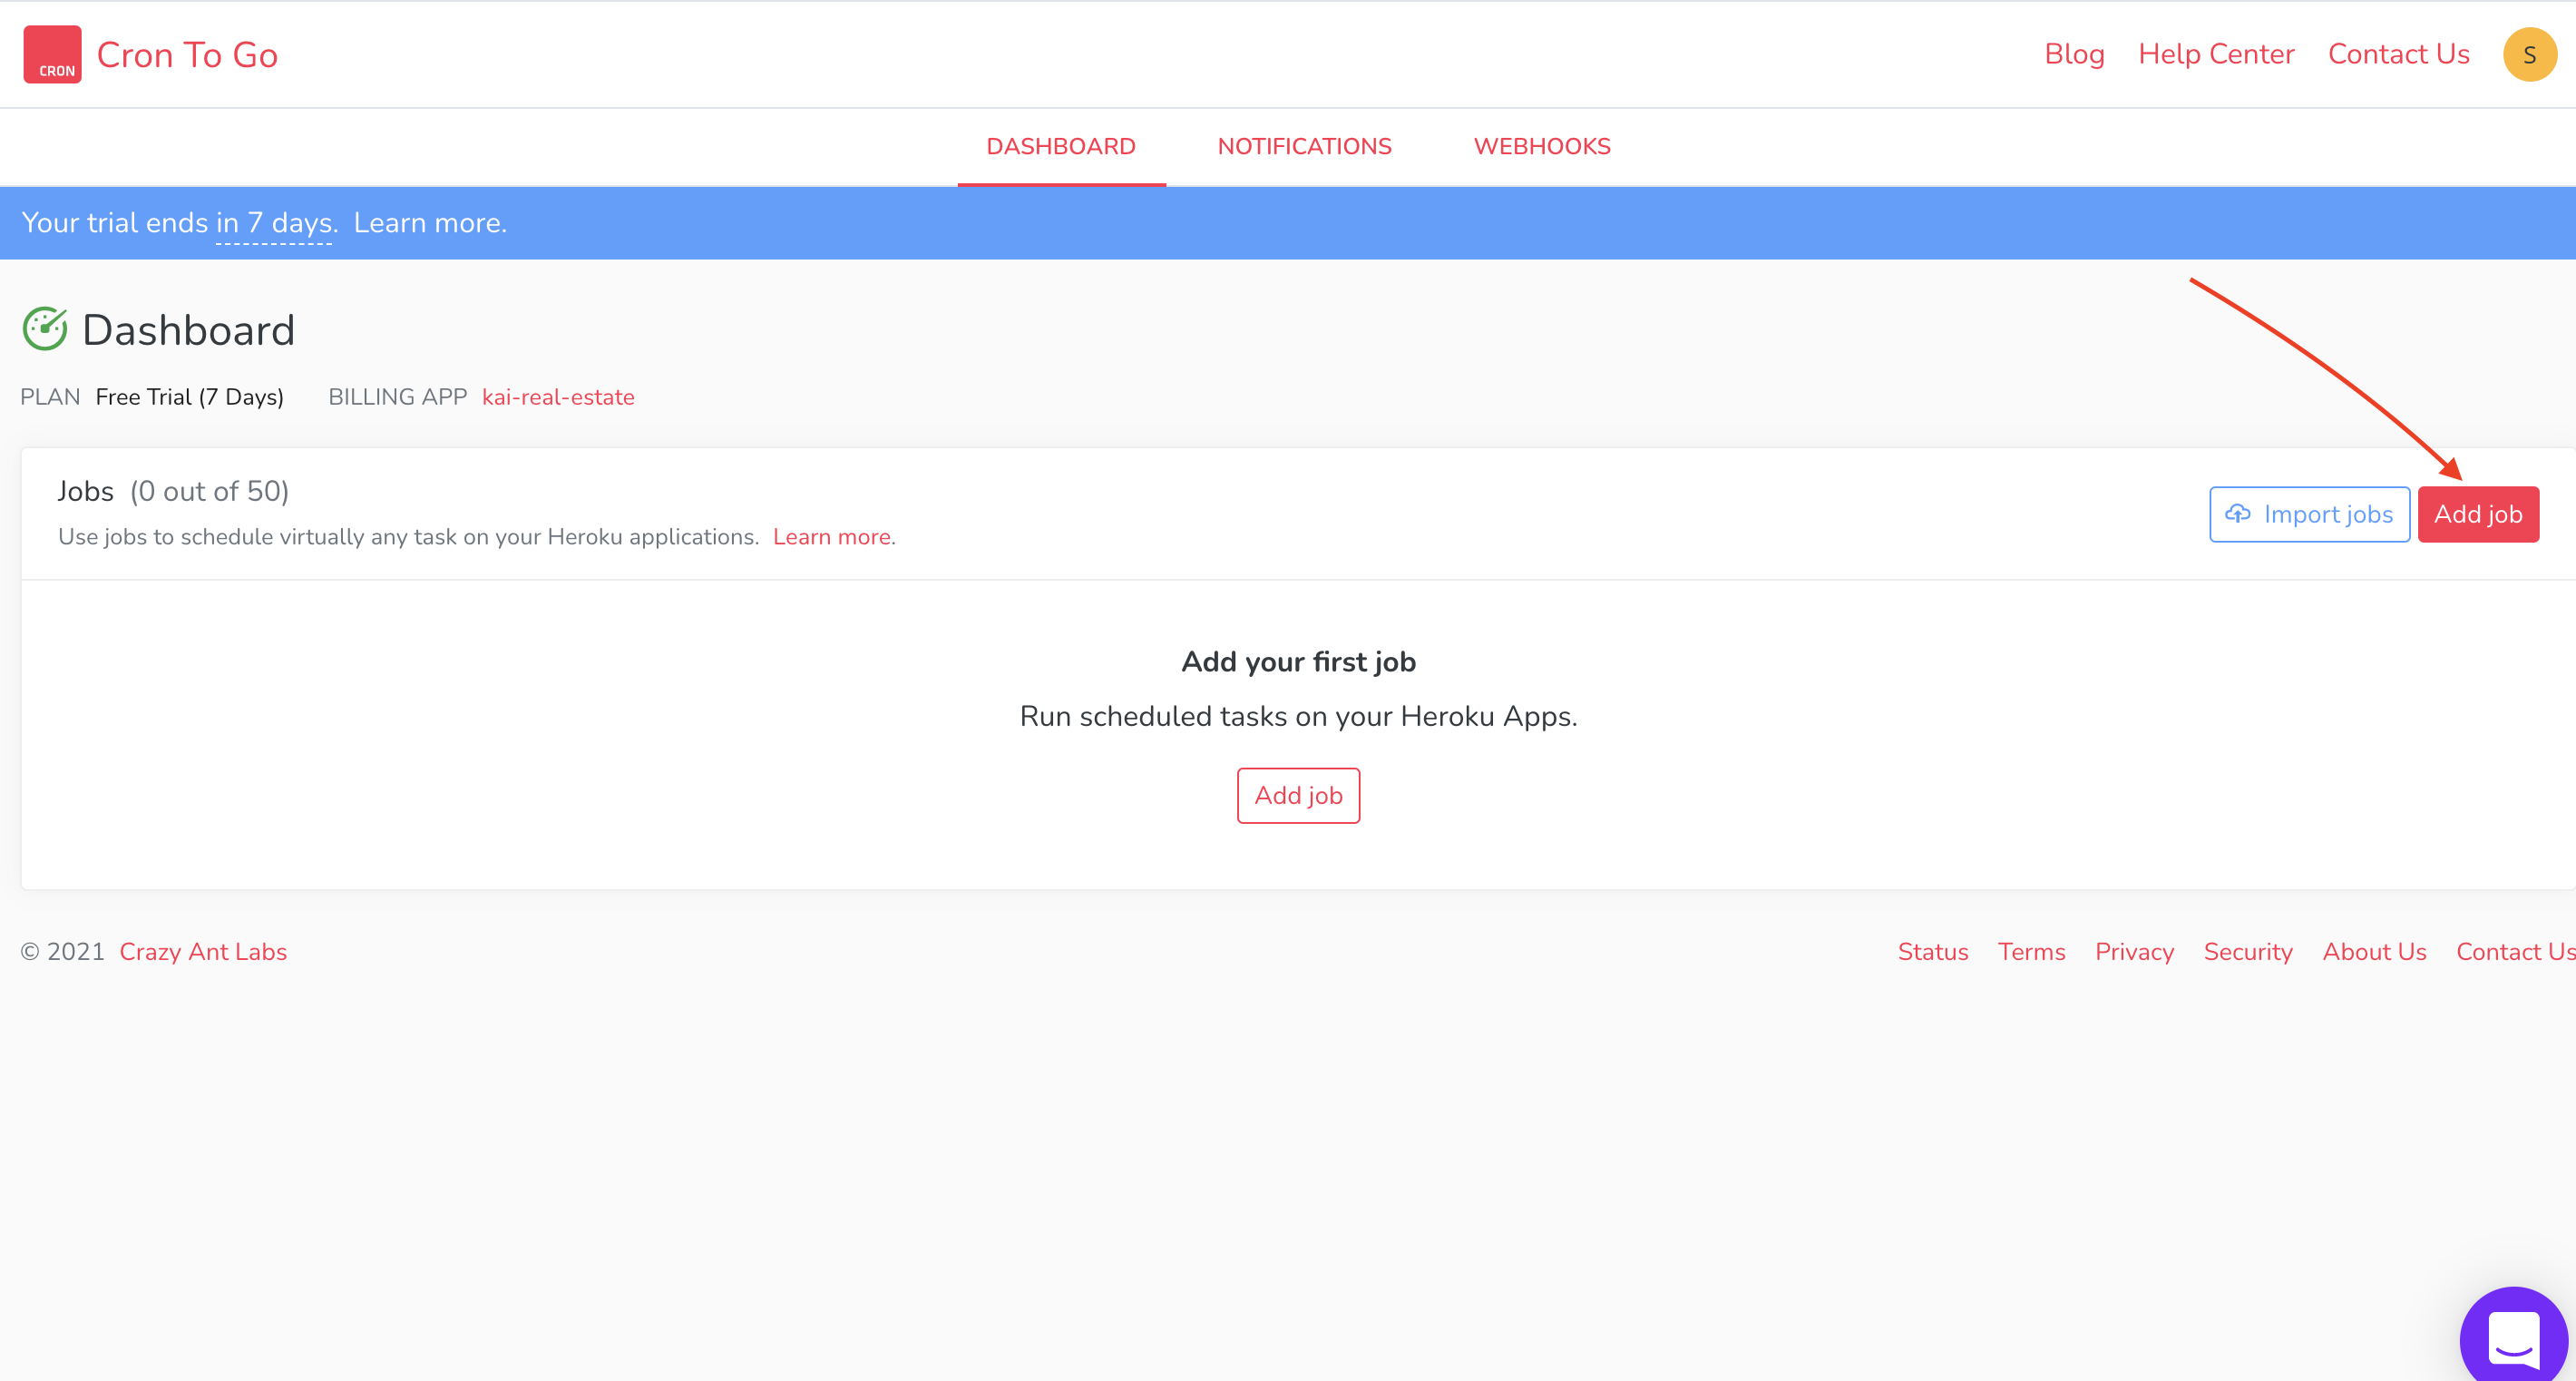 CRON Cron To Go Blog Help Center Contact Us S
DASHBOARD NOTIFICATIONS WEBHOOKS
Your trial ends in 7 days. Learn more.
Dashboard
PLAN Free Trial (7 Days) BILLING APP kai-real-estate
Jobs (0 out of 50)
Use jobs to schedule virtually any task on your Heroku applications. Learn more.
Import jobs Add job
Add your first job
Run scheduled tasks on your Heroku Apps.
Add job
© 2021 Crazy Ant Labs Status Terms Privacy Security About Us Contact Us